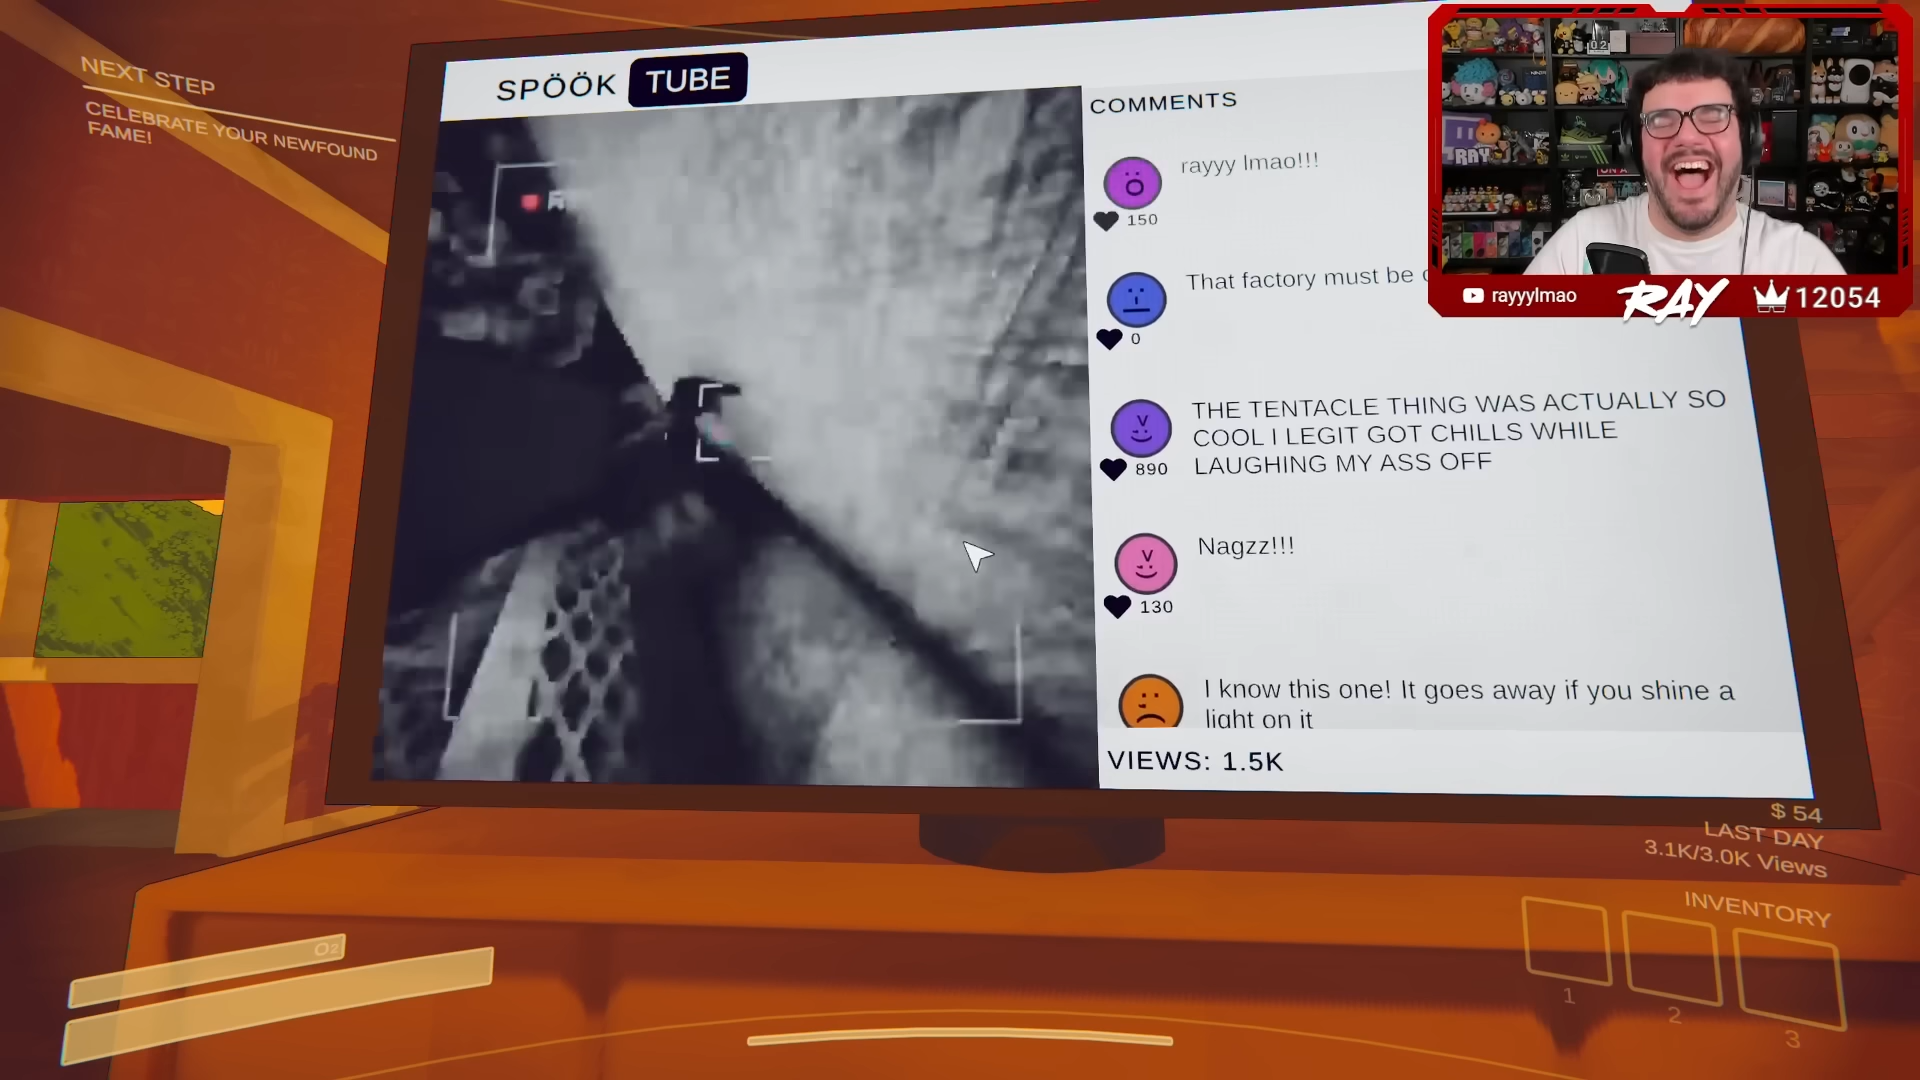 NEXT STEP
CELEBRATE YOUR NEWFOUND
FAME!
SPÖÖK TUBE
COMMENTS
rayyy lmao!!!
150
That factory must be
0
THE TENTACLE THING WAS ACTUALLY SO
COOL I LEGIT GOT CHILLS WHILE
LAUGHING MY ASS OFF
890
Nagzz!!!
130
I know this one! It goes away if you shine a
light on it
VIEWS: 1.5K
rayyylmao
RAY
12054
RAY
$ 54
LAST DAY
3.1K/3.0K Views
INVENTORY
1
2
3
O2